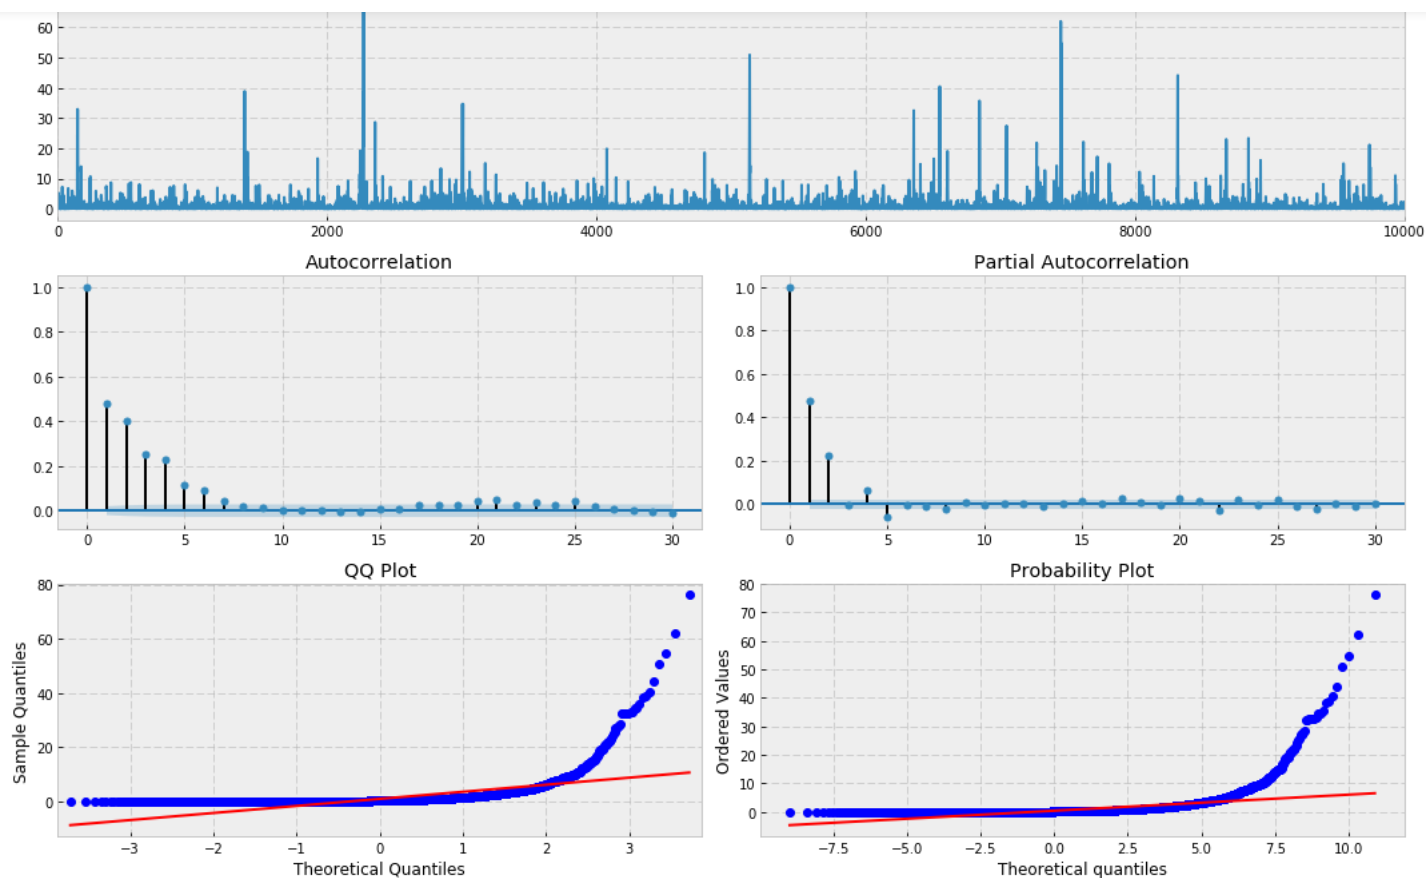 60
50
40
30
20
10
0
0 2000 4000 6000 8000 10000
Autocorrelation
1.0
0.8
0.6
0.4
0.2
0.0
0 5 10 15 20 25 30
Partial Autocorrelation
1.0
0.8
0.6
0.4
0.2
0.0
0 5 10 15 20 25 30
QQ Plot
Sample Quantiles
80
60
40
20
0
−3 −2 −1 0 1 2 3
Theoretical Quantiles
Probability Plot
Ordered Values
80
70
60
50
40
30
20
10
0
−7.5 −5.0 −2.5 0.0 2.5 5.0 7.5 10.0
Theoretical quantiles